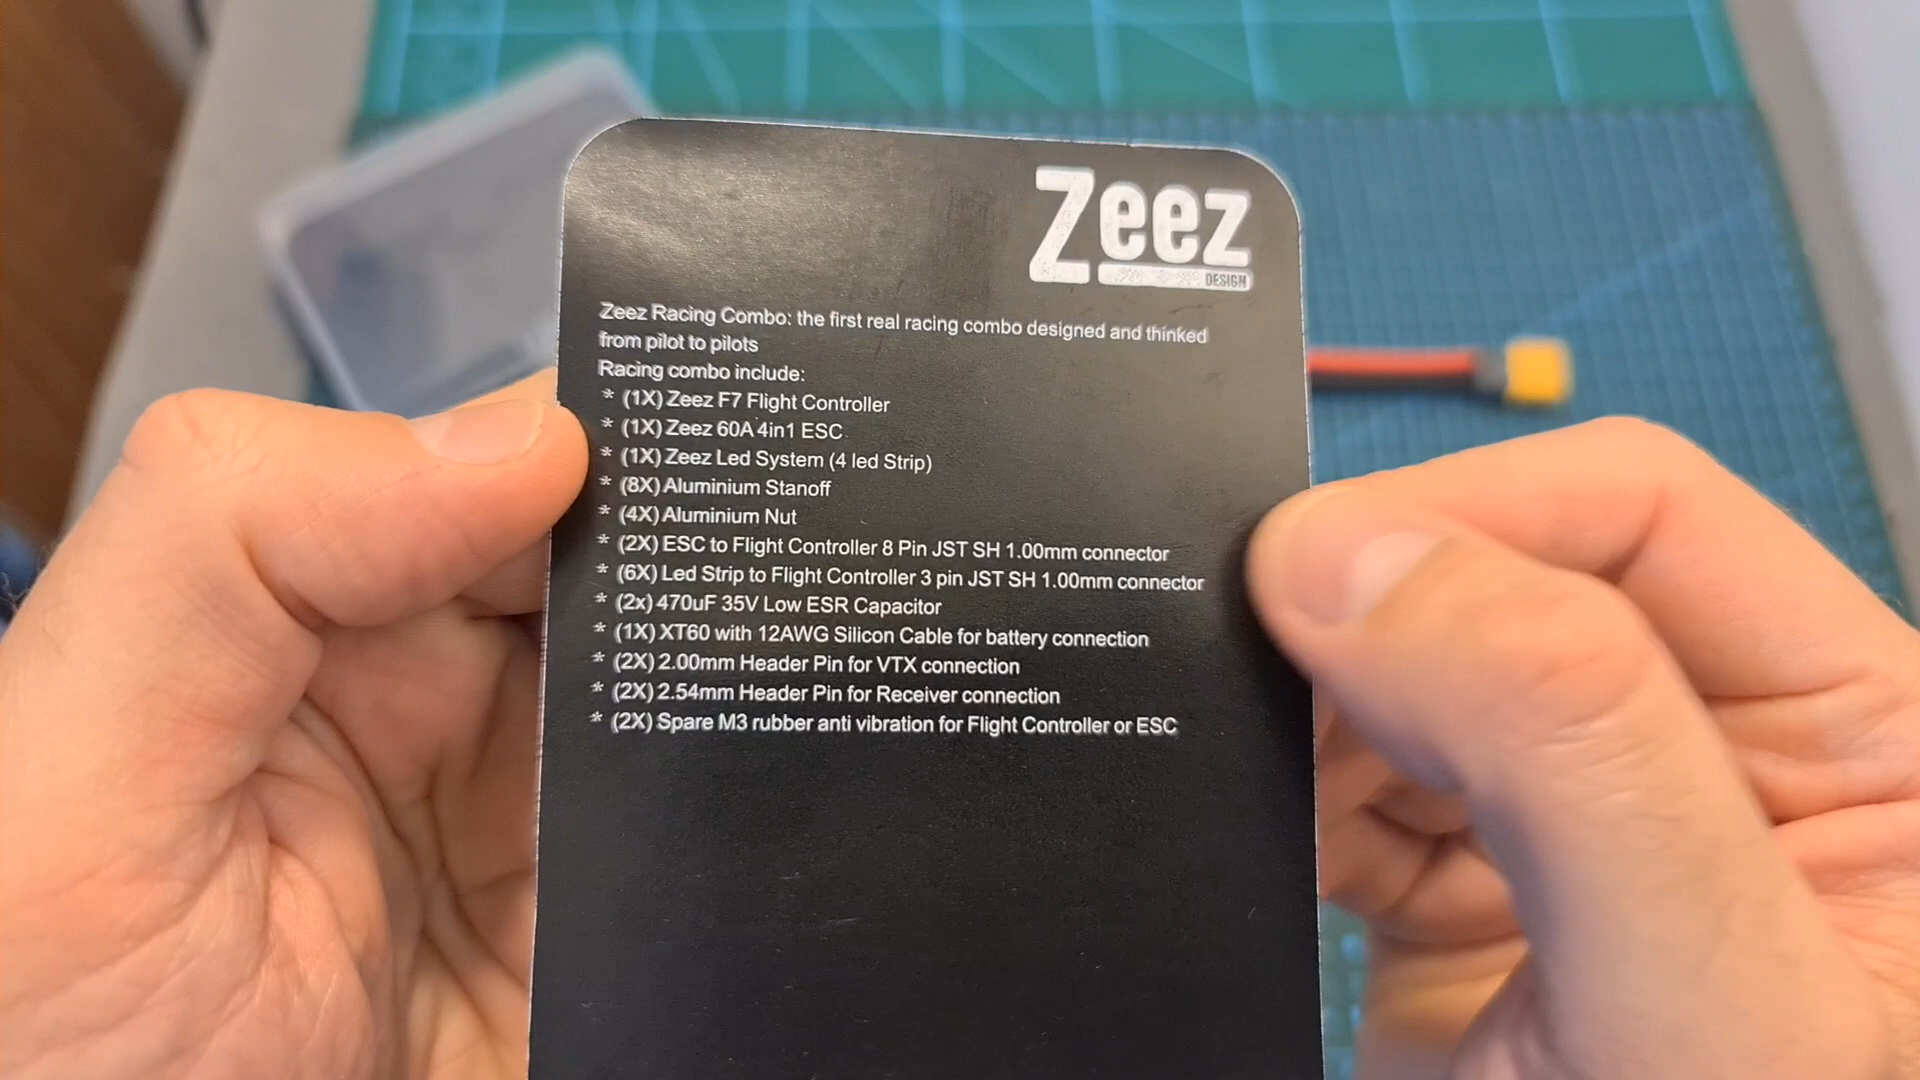 Zeez
DESIGN
Zeez Racing Combo: the first real racing combo designed and thinked
from pilot to pilots
Racing combo include:
* (1X) Zeez F7 Flight Controller
* (1X) Zeez 60A 4in1 ESC
* (1X) Zeez Led System (4 led Strip)
* (8X) Aluminium Stanoff
* (4X) Aluminium Nut
* (2X) ESC to Flight Controller 8 Pin JST SH 1.00mm connector
* (6X) Led Strip to Flight Controller 3 pin JST SH 1.00mm connector
* (2x) 470uF 35V Low ESR Capacitor
* (1X) XT60 with 12AWG Silicon Cable for battery connection
* (2X) 2.00mm Header Pin for VTX connection
* (2X) 2.54mm Header Pin for Receiver connection
* (2X) Spare M3 rubber anti vibration for Flight Controller or ESC